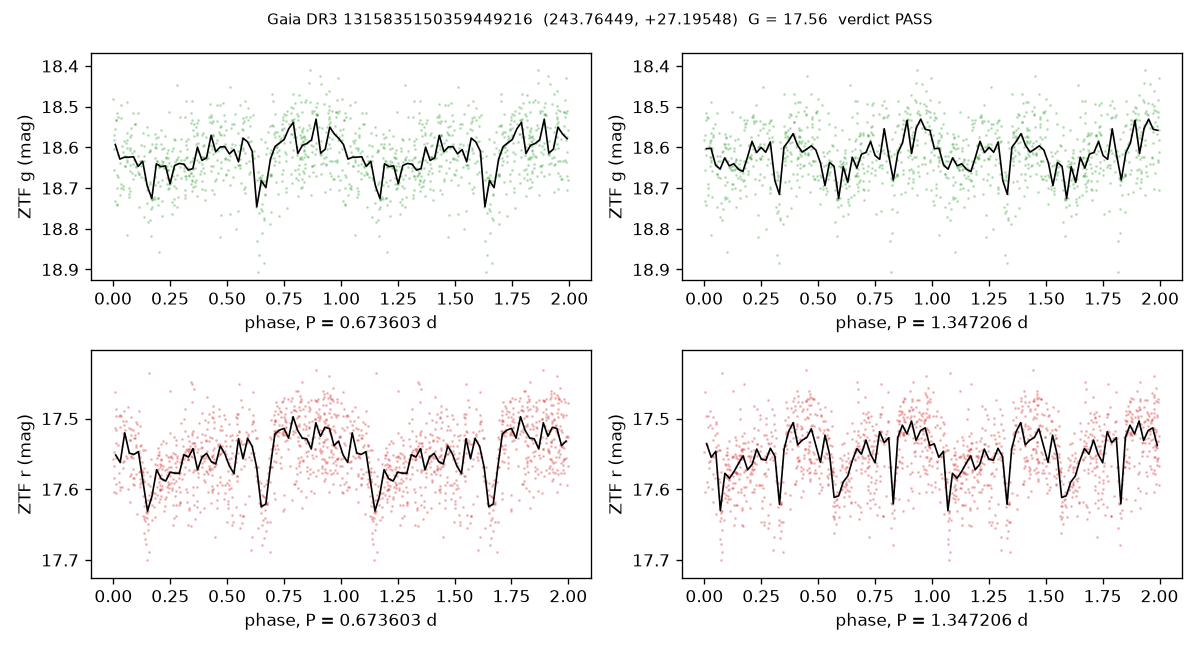 Gaia DR3 1315835150359449216  (243.76449, +27.19548)  G = 17.56  verdict PASS
ZTF g (mag)
18.4
18.5
18.6
18.7
18.8
18.9
0.00 0.25 0.50 0.75 1.00 1.25 1.50 1.75 2.00
phase, P = 0.673603 d
ZTF g (mag)
18.4
18.5
18.6
18.7
18.8
18.9
0.00 0.25 0.50 0.75 1.00 1.25 1.50 1.75 2.00
phase, P = 1.347206 d
ZTF r (mag)
17.5
17.6
17.7
0.00 0.25 0.50 0.75 1.00 1.25 1.50 1.75 2.00
phase, P = 0.673603 d
ZTF r (mag)
17.5
17.6
17.7
0.00 0.25 0.50 0.75 1.00 1.25 1.50 1.75 2.00
phase, P = 1.347206 d